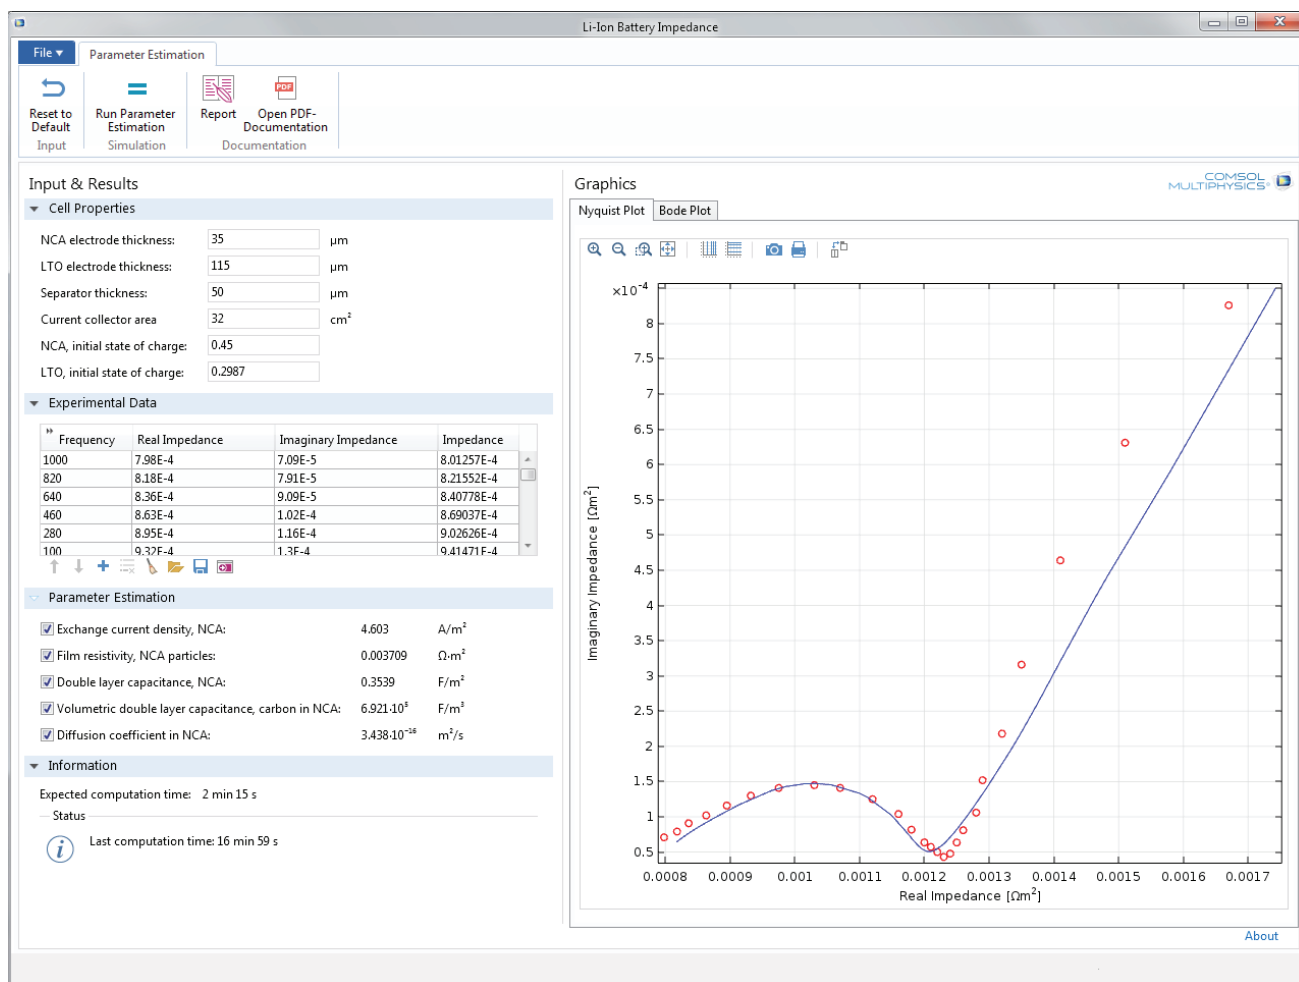 Li-Ion Battery Impedance
File
Parameter Estimation
Reset to Default
Run Parameter Estimation
Report
Open PDF-Documentation
Input
Simulation
Documentation
Input & Results
Cell Properties
NCA electrode thickness: 35 µm
LTO electrode thickness: 115 µm
Separator thickness: 50 µm
Current collector area 32 cm²
NCA, initial state of charge: 0.45
LTO, initial state of charge: 0.2987
Experimental Data
Frequency Real Impedance Imaginary Impedance Impedance
1000 7.98E-4 7.09E-5 8.01257E-4
820 8.18E-4 7.91E-5 8.21552E-4
640 8.36E-4 9.09E-5 8.40778E-4
460 8.63E-4 1.02E-4 8.69037E-4
280 8.95E-4 1.16E-4 9.02626E-4
100 9.32E-4 1.3E-4 9.41471E-4
Parameter Estimation
Exchange current density, NCA: 4.603 A/m²
Film resistivity, NCA particles: 0.003709 Ω·m²
Double layer capacitance, NCA: 0.3539 F/m²
Volumetric double layer capacitance, carbon in NCA: 6.921·10⁵ F/m³
Diffusion coefficient in NCA: 3.438·10⁻¹⁶ m²/s
Information
Expected computation time: 2 min 15 s
Status
i
Last computation time: 16 min 59 s
Graphics
COMSOL
MULTIPHYSICS®
Nyquist Plot
Bode Plot
×10⁻⁴
8
7.5
7
6.5
6
5.5
5
4.5
4
3.5
3
2.5
2
1.5
1
0.5
Imaginary Impedance [Ωm²]
0.0008 0.0009 0.001 0.0011 0.0012 0.0013 0.0014 0.0015 0.0016 0.0017
Real Impedance [Ωm²]
About